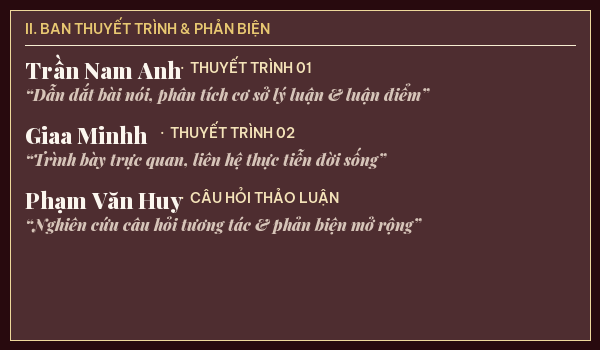 II. BAN THUYẾT TRÌNH & PHẢN BIỆN
Trần Nam Anh · THUYẾT TRÌNH 01
“Dẫn dắt bài nói, phân tích cơ sở lý luận & luận điểm”
Giaa Minhh · THUYẾT TRÌNH 02
“Trình bày trực quan, liên hệ thực tiễn đời sống”
Phạm Văn Huy CÂU HỎI THẢO LUẬN
“Nghiên cứu câu hỏi tương tác & phản biện mở rộng”